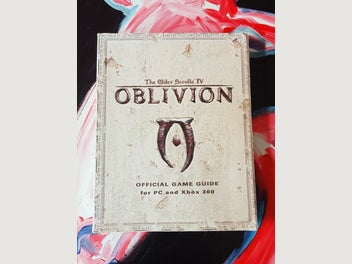 The Elder Scrolls IV
OBLIVION
OFFICIAL GAME GUIDE
for PC and Xbox 360